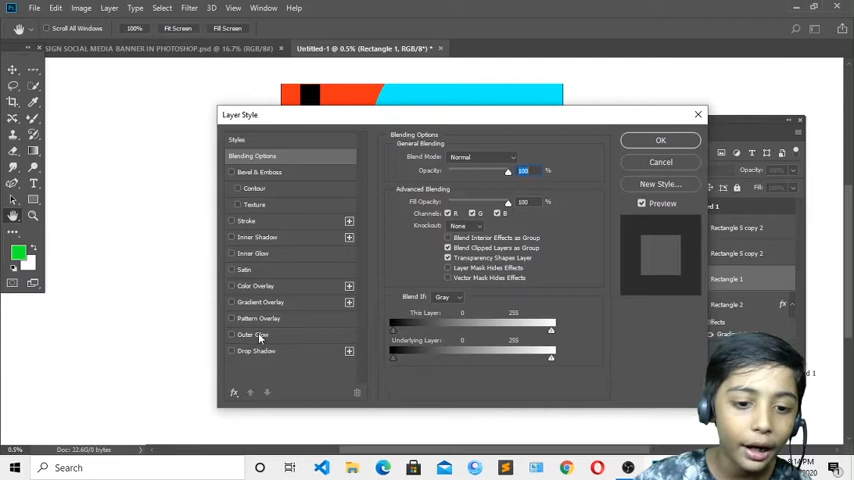 Ps File Edit Image Layer Type Select Filter 3D View Window Help
Scroll All Windows 100% Fit Screen Fill Screen
SIGN SOCIAL MEDIA BANNER IN PHOTOSHOP.psd @ 16.7% (RGB/8#) × Untitled-1 @ 0.5% (Rectangle 1, RGB/8*) * ×
Layer Style
Styles
Blending Options
Bevel & Emboss
Contour
Texture
Stroke
Inner Shadow
Inner Glow
Satin
Color Overlay
Gradient Overlay
Pattern Overlay
Outer Glow
Drop Shadow
fx
Blending Options
General Blending
Blend Mode: Normal
Opacity: 100 %
Advanced Blending
Fill Opacity: 100 %
Channels: R G B
Knockout: None
Blend Interior Effects as Group
Blend Clipped Layers as Group
Transparency Shapes Layer
Layer Mask Hides Effects
Vector Mask Hides Effects
Blend If: Gray
This Layer: 0 255
Underlying Layer: 0 255
OK
Cancel
New Style...
Preview
Opacity: 100%
Fill: 100%
Rectangle 5 copy 2
Rectangle 5 copy 2
Rectangle 1
Rectangle 2 fx
Effects
0.5% Doc: 22.6G/0 bytes
Search